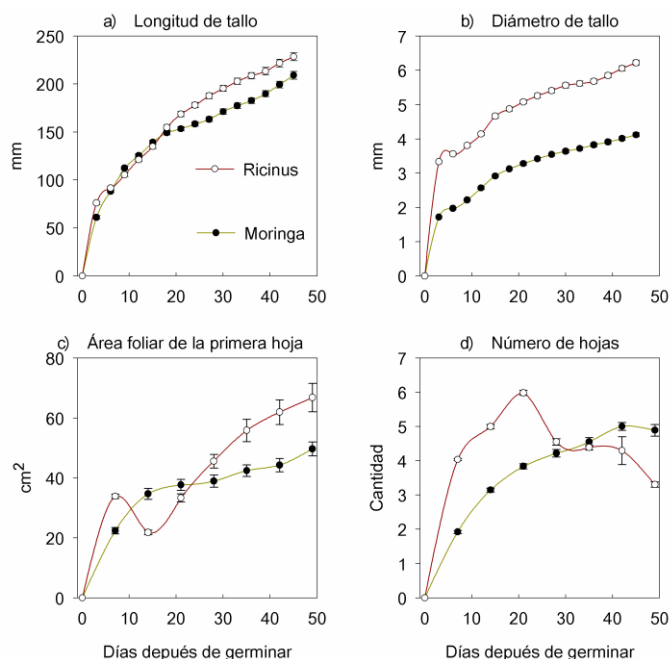 a) Longitud de tallo
b) Diámetro de tallo
250
200
150
100
50
0
mm
Ricinus
Moringa
0 10 20 30 40 50
7
6
5
4
3
2
1
0
mm
0 10 20 30 40 50
c) Área foliar de la primera hoja
d) Número de hojas
80
60
40
20
0
cm2
0 10 20 30 40 50
Días depués de germinar
7
6
5
4
3
2
1
0
Cantidad
0 10 20 30 40 50
Días depués de germinar